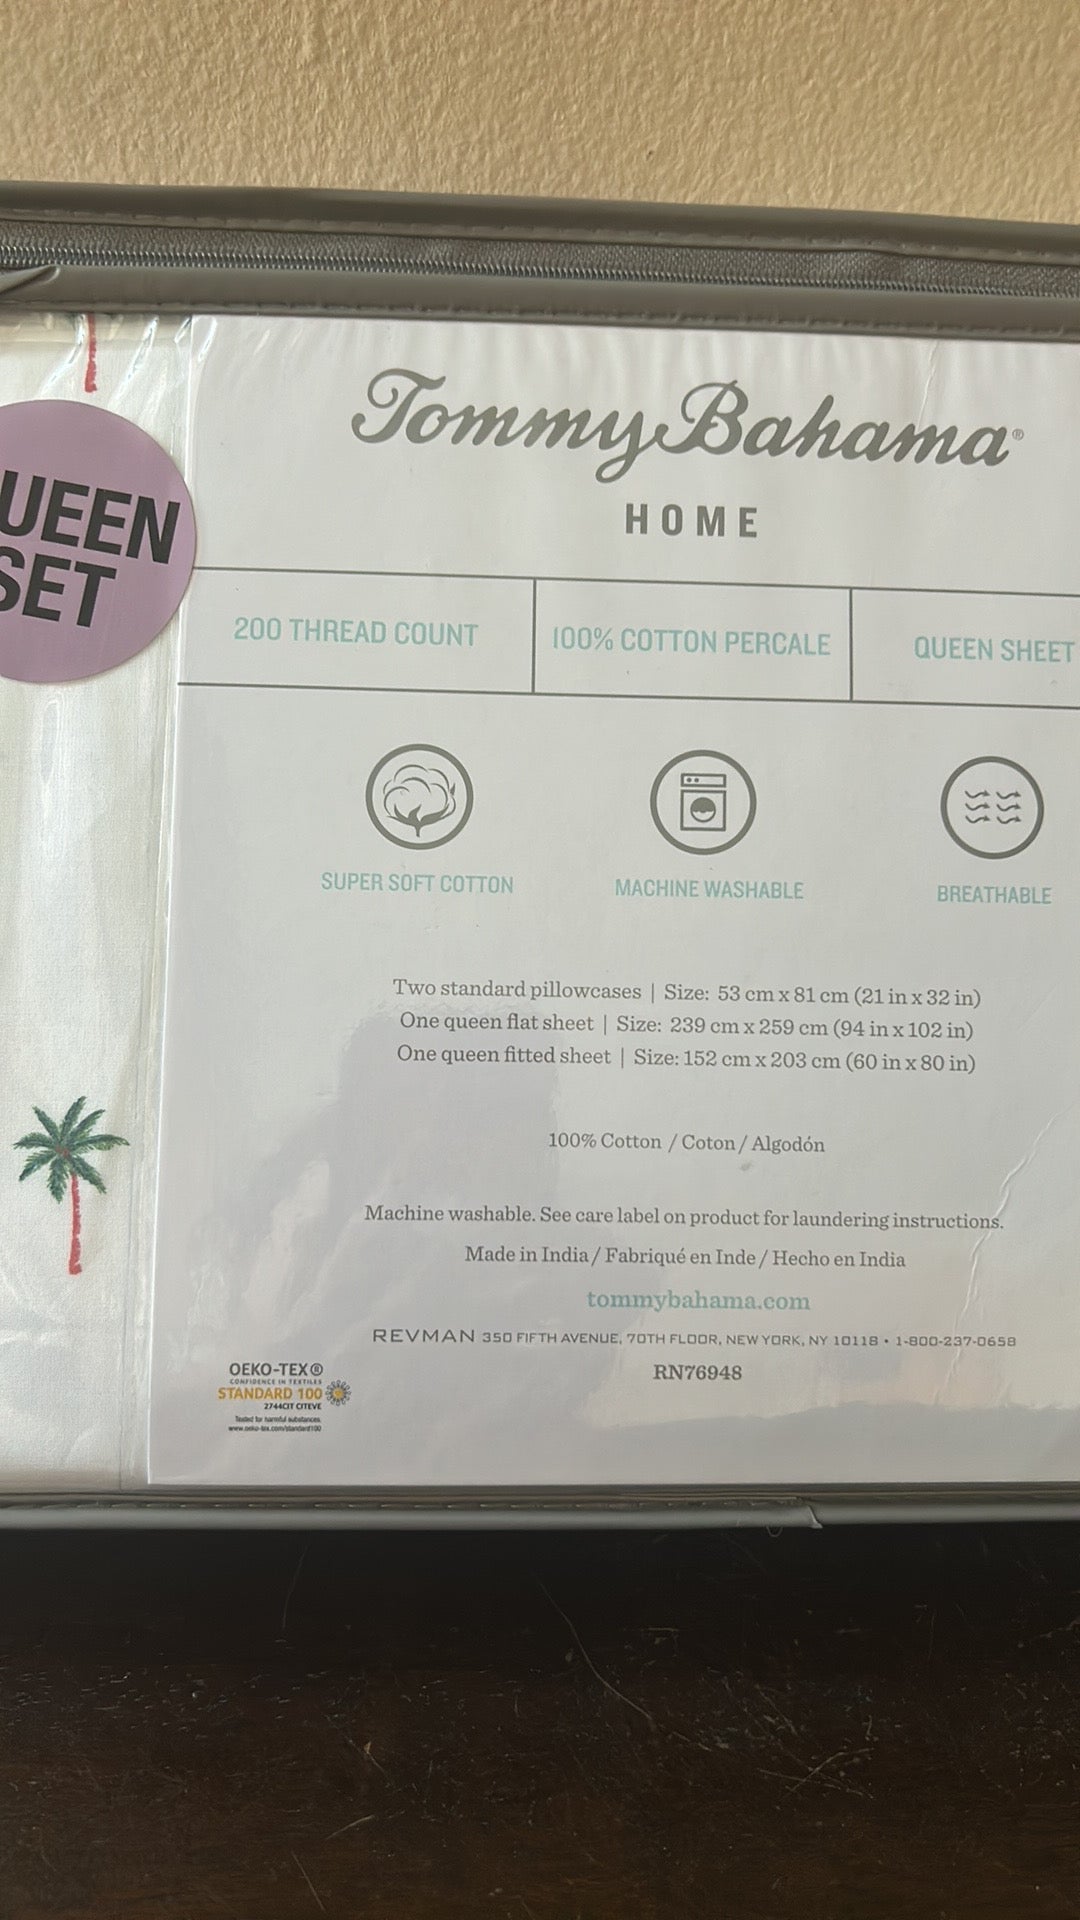 UEEN
SET
Tommy Bahama®
HOME
200 THREAD COUNT
100% COTTON PERCALE
QUEEN SHEET
SUPER SOFT COTTON
MACHINE WASHABLE
BREATHABLE
Two standard pillowcases | Size: 53 cm x 81 cm (21 in x 32 in)
One queen flat sheet | Size: 239 cm x 259 cm (94 in x 102 in)
One queen fitted sheet | Size: 152 cm x 203 cm (60 in x 80 in)
100% Cotton / Coton / Algodón
Machine washable. See care label on product for laundering instructions.
Made in India / Fabriqué en Inde / Hecho en India
tommybahama.com
REVMAN 350 FIFTH AVENUE, 70TH FLOOR, NEW YORK, NY 10118 • 1-800-237-0658
RN76948
OEKO-TEX®
CONFIDENCE IN TEXTILES
STANDARD 100
2744CIT CITEVE
Tested for harmful substances.
www.oeko-tex.com/standard100